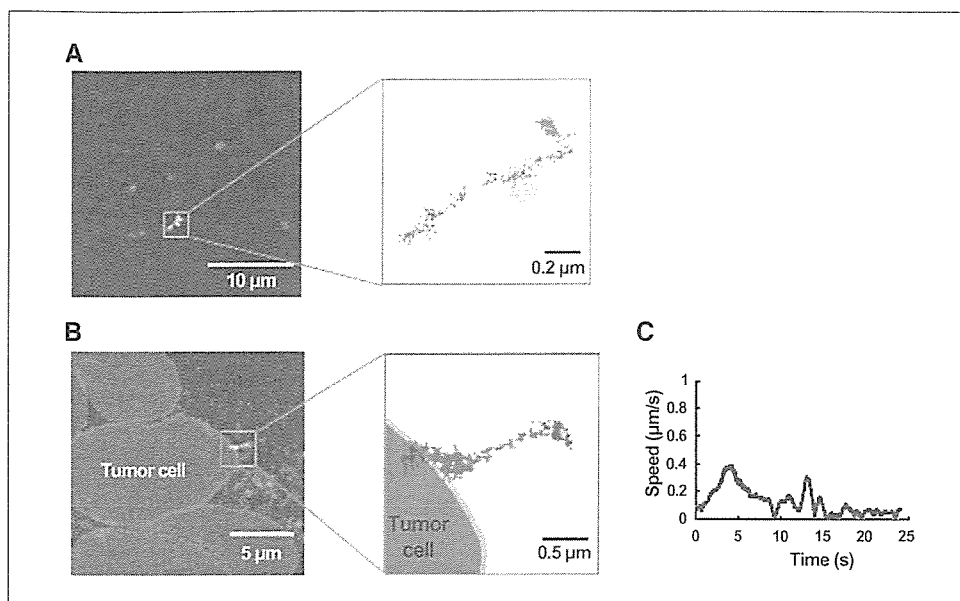 A
10 µm
0.2 µm
B
Tumor cell
5 µm
Tumor
cell
0.5 µm
C
Speed (µm/s)
1
0.8
0.6
0.4
0.2
0
0 5 10 15 20 25
Time (s)